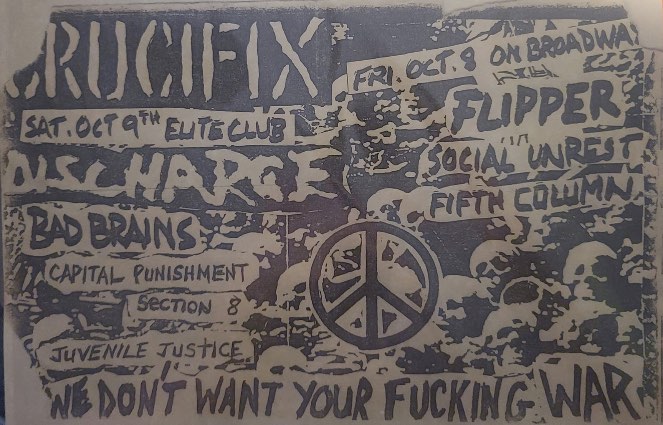 CRUCIFIX
FRI. OCT. 8 ON BROADWAY
WITH
FLIPPER
SOCIAL UNREST
FIFTH COLUMN
SAT. OCT 9TH ELITE CLUB
DISCHARGE
BAD BRAINS
CAPITAL PUNISHMENT
SECTION 8
JUVENILE JUSTICE
WE DON'T WANT YOUR FUCKING WAR